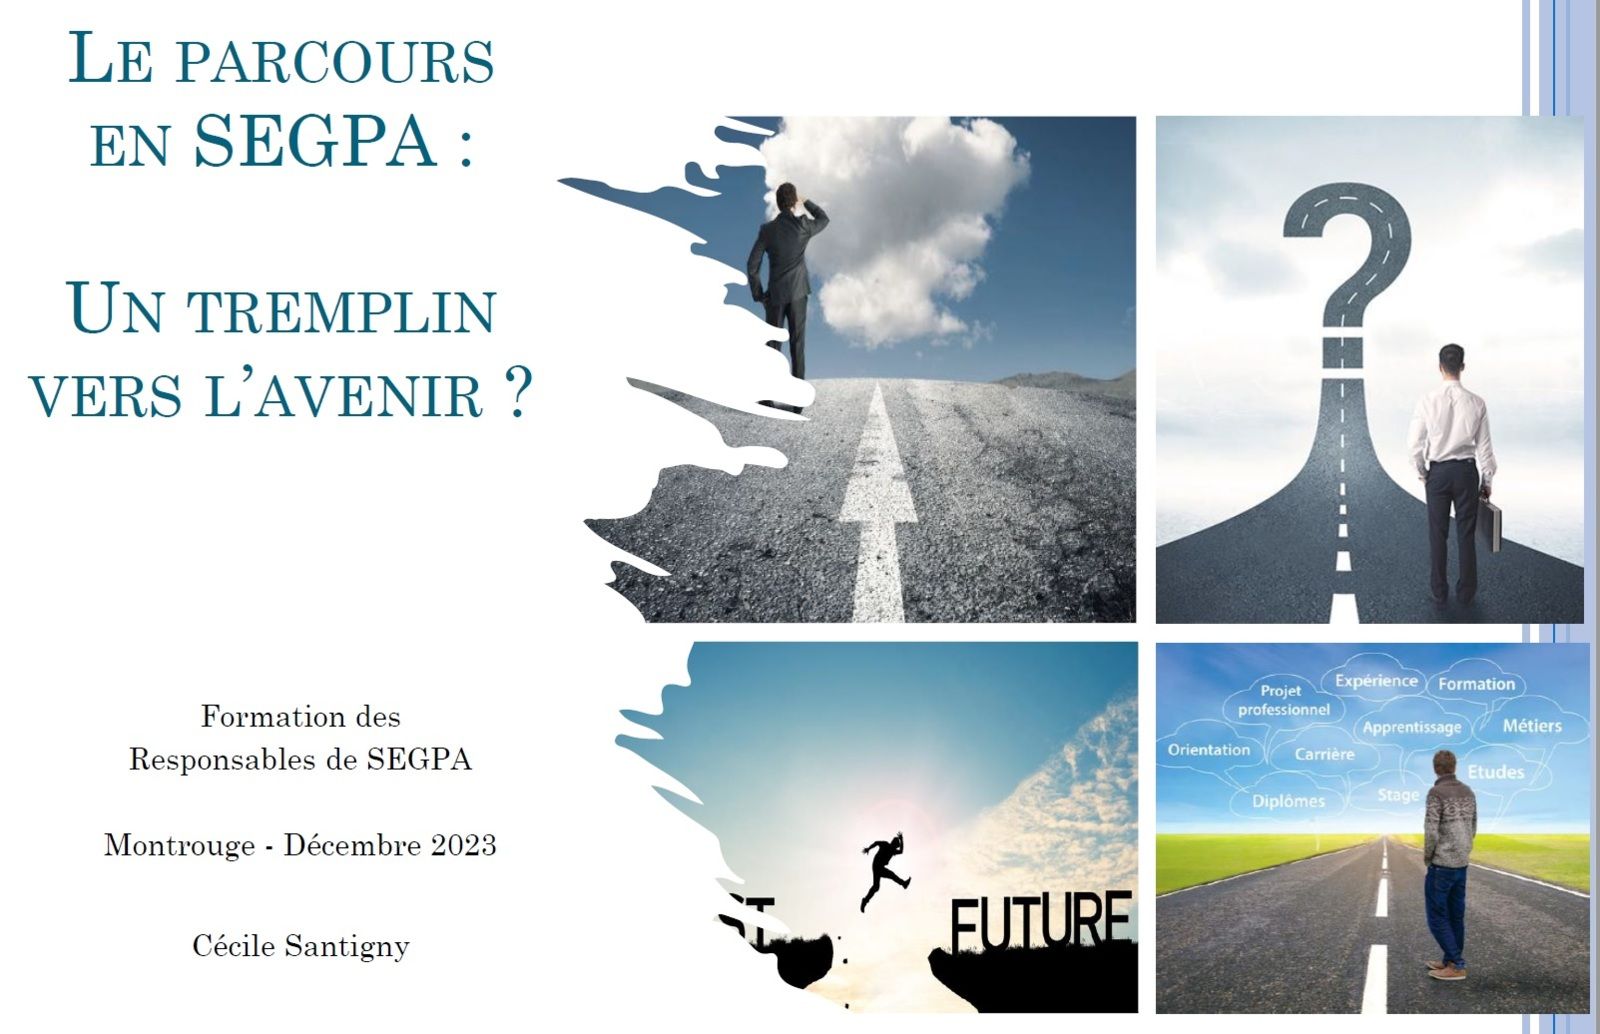 LE PARCOURS
EN SEGPA :
UN TREMPLIN
VERS L’AVENIR ?
Formation des
Responsables de SEGPA
Montrouge - Décembre 2023
Cécile Santigny
FUTURE
Expérience
Formation
Projet
professionnel
Apprentissage
Métiers
Orientation
Carrière
Etudes
Diplômes
Stage